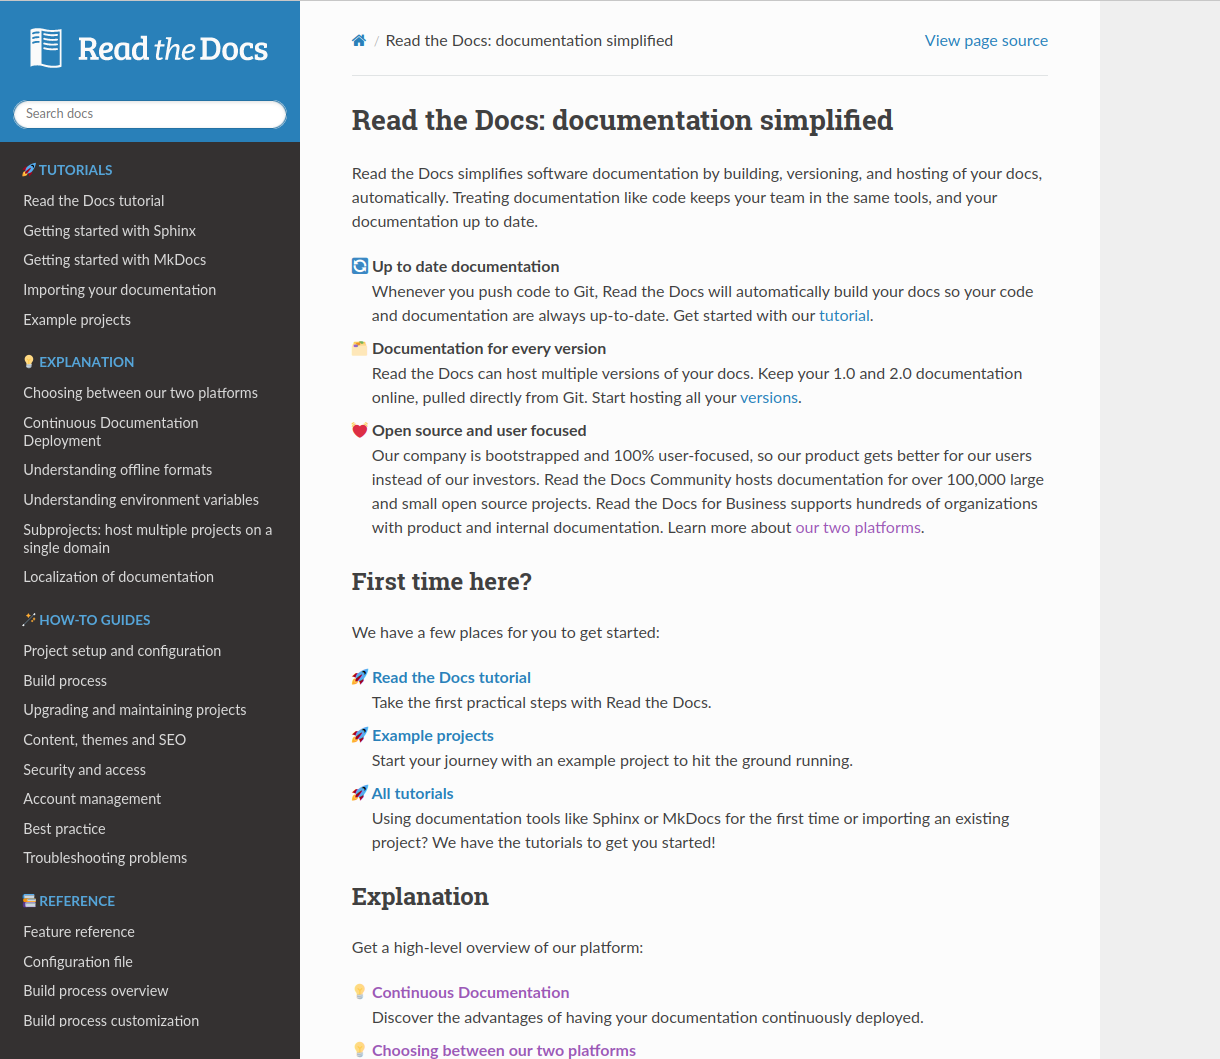 Read the Docs
Search docs
TUTORIALS
Read the Docs tutorial
Getting started with Sphinx
Getting started with MkDocs
Importing your documentation
Example projects
EXPLANATION
Choosing between our two platforms
Continuous Documentation
Deployment
Understanding offline formats
Understanding environment variables
Subprojects: host multiple projects on a
single domain
Localization of documentation
HOW-TO GUIDES
Project setup and configuration
Build process
Upgrading and maintaining projects
Content, themes and SEO
Security and access
Account management
Best practice
Troubleshooting problems
REFERENCE
Feature reference
Configuration file
Build process overview
Build process customization
/ Read the Docs: documentation simplified
View page source
Read the Docs: documentation simplified
Read the Docs simplifies software documentation by building, versioning, and hosting of your docs,
automatically. Treating documentation like code keeps your team in the same tools, and your
documentation up to date.
Up to date documentation
Whenever you push code to Git, Read the Docs will automatically build your docs so your code
and documentation are always up-to-date. Get started with our tutorial.
Documentation for every version
Read the Docs can host multiple versions of your docs. Keep your 1.0 and 2.0 documentation
online, pulled directly from Git. Start hosting all your versions.
Open source and user focused
Our company is bootstrapped and 100% user-focused, so our product gets better for our users
instead of our investors. Read the Docs Community hosts documentation for over 100,000 large
and small open source projects. Read the Docs for Business supports hundreds of organizations
with product and internal documentation. Learn more about our two platforms.
First time here?
We have a few places for you to get started:
Read the Docs tutorial
Take the first practical steps with Read the Docs.
Example projects
Start your journey with an example project to hit the ground running.
All tutorials
Using documentation tools like Sphinx or MkDocs for the first time or importing an existing
project? We have the tutorials to get you started!
Explanation
Get a high-level overview of our platform:
Continuous Documentation
Discover the advantages of having your documentation continuously deployed.
Choosing between our two platforms